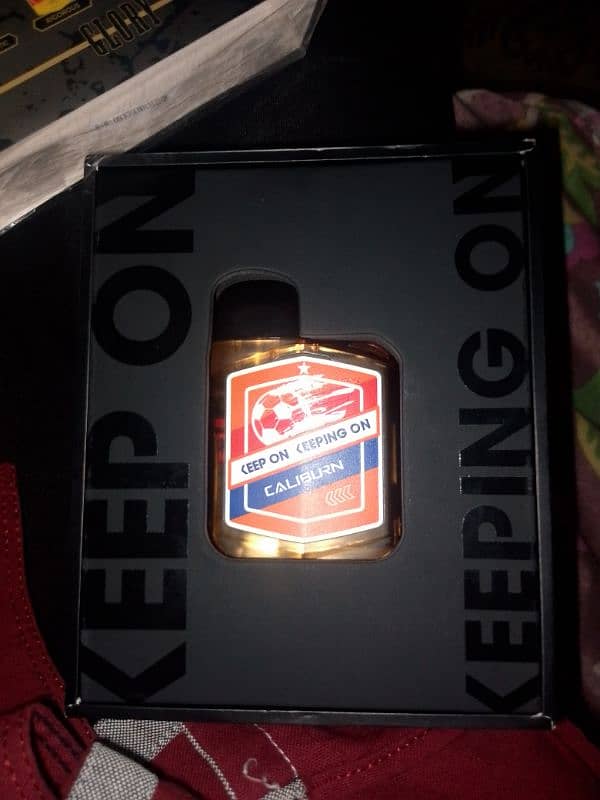 GLORY
KEEP ON
KEEP ON KEEPING ON
CALIBURN
KEEPING ON